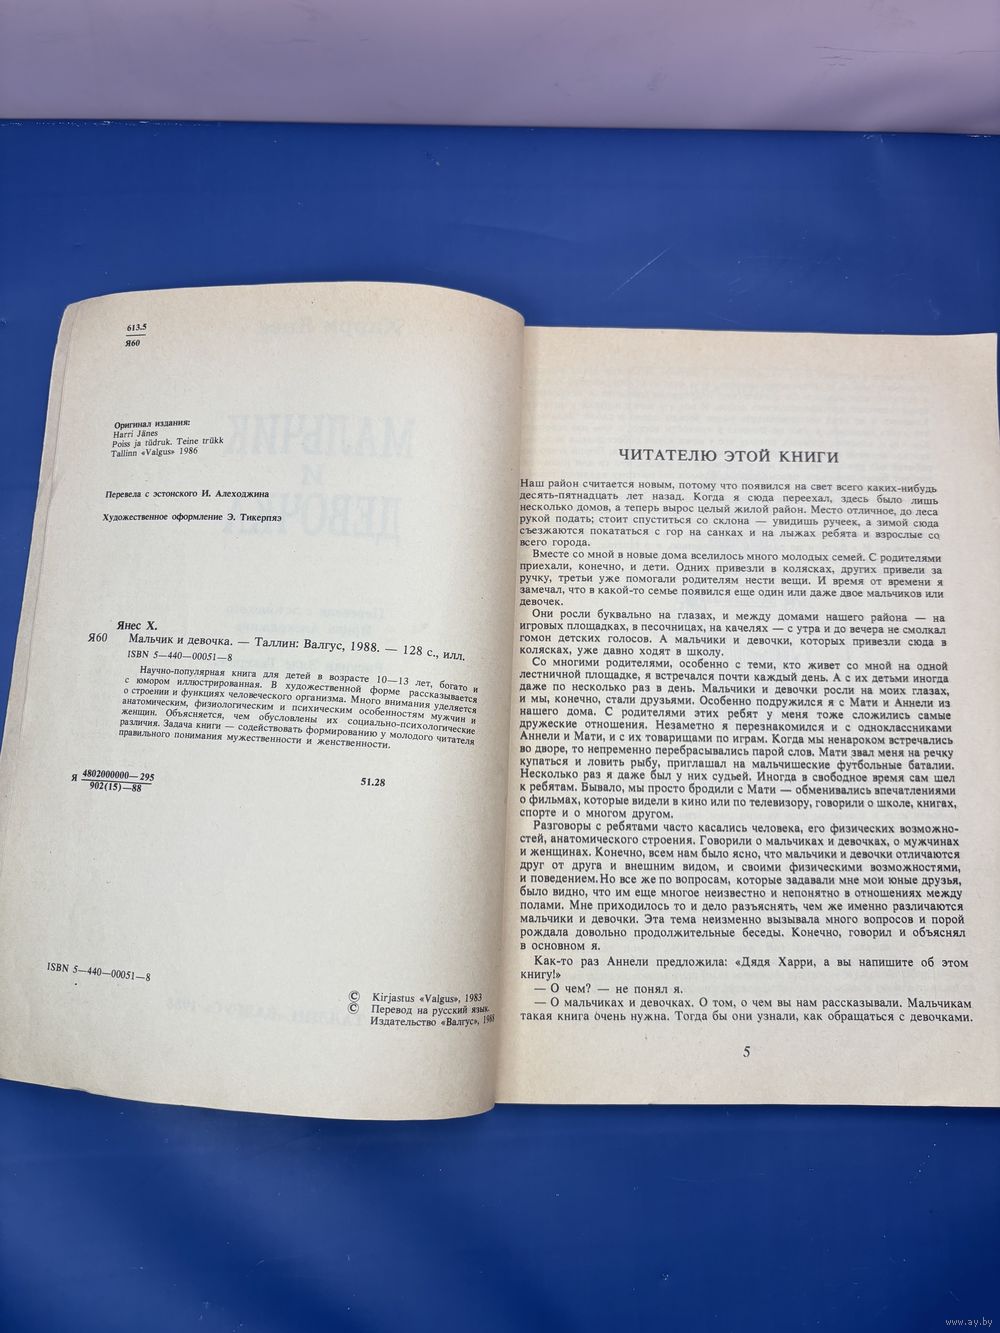 613.5
Я60
Оригинал издания:
Harri Jänes
Poiss ja tüdruk. Teine trükk
Tallinn «Valgus» 1986
Перевела с эстонского И. Алеходжина
Художественное оформление Э. Тикерпяэ
Янес Х.
Я60 Мальчик и девочка. — Таллин: Валгус, 1988. — 128 с., илл.
ISBN 5—440—00051—8
Научно-популярная книга для детей в возрасте 10—13 лет, богато и
с юмором иллюстрированная. В художественной форме рассказывается
о строении и функциях человеческого организма. Много внимания уделяется
анатомическим, физиологическим и психическим особенностям мужчин и
женщин. Объясняется, чем обусловлены их социально-психологические
различия. Задача книги — содействовать формированию у молодого читателя
правильного понимания мужественности и женственности.
Я 4802000000—295
902(15)—88
51.28
ISBN 5—440—00051—8
© Kirjastus «Valgus», 1983
© Перевод на русский язык.
Издательство «Валгус», 1988
ЧИТАТЕЛЮ ЭТОЙ КНИГИ
Наш район считается новым, потому что появился на свет всего каких-нибудь
десять-пятнадцать лет назад. Когда я сюда переехал, здесь было лишь
несколько домов, а теперь вырос целый жилой район. Место отличное, до леса
рукой подать; стоит спуститься со склона — увидишь ручеек, а зимой сюда
съезжаются покататься с гор на санках и на лыжах ребята и взрослые со
всего города.
Вместе со мной в новые дома вселилось много молодых семей. С родителями
приехали, конечно, и дети. Одних привезли в колясках, других привели за
ручку, третьи уже помогали родителям нести вещи. И время от времени я
замечал, что в какой-то семье появился еще один или даже двое мальчиков или
девочек.
Они росли буквально на глазах, и между домами нашего района — на
игровых площадках, в песочницах, на качелях — с утра и до вечера не смолкал
гомон детских голосов. А мальчики и девочки, которых привезли сюда в
колясках, уже давно ходят в школу.
Со многими родителями, особенно с теми, кто живет со мной на одной
лестничной площадке, я встречался почти каждый день. А с их детьми иногда
даже по несколько раз в день. Мальчики и девочки росли на моих глазах,
и мы, конечно, стали друзьями. Особенно подружился я с Мати и Аннели из
нашего дома. С родителями этих ребят у меня тоже сложились самые
дружеские отношения. Незаметно я перезнакомился и с одноклассниками
Аннели и Мати, и с их товарищами по играм. Когда мы ненароком встречались
во дворе, то непременно перебрасывались парой слов. Мати звал меня на речку
купаться и ловить рыбу, приглашал на мальчишеские футбольные баталии.
Несколько раз я даже был у них судьей. Иногда в свободное время сам шел
к ребятам. Бывало, мы просто бродили с Мати — обменивались впечатлениями
о фильмах, которые видели в кино или по телевизору, говорили о школе, книгах,
спорте и о многом другом.
Разговоры с ребятами часто касались человека, его физических возможно-
стей, анатомического строения. Говорили о мальчиках и девочках, о мужчинах
и женщинах. Конечно, всем нам было ясно, что мальчики и девочки отличаются
друг от друга и внешним видом, и своими физическими возможностями,
и поведением. Но все же по вопросам, которые задавали мне мои юные друзья,
было видно, что им еще многое неизвестно и непонятно в отношениях между
полами. Мне приходилось то и дело разъяснять, чем же именно различаются
мальчики и девочки. Эта тема неизменно вызывала много вопросов и порой
рождала довольно продолжительные беседы. Конечно, говорил и объяснял
в основном я.
Как-то раз Аннели предложила: «Дядя Харри, а вы напишите об этом
книгу!»
— О чем? — не понял я.
— О мальчиках и девочках. О том, о чем вы нам рассказывали. Мальчикам
такая книга очень нужна. Тогда бы они узнали, как обращаться с девочками.
5
www.ay.by